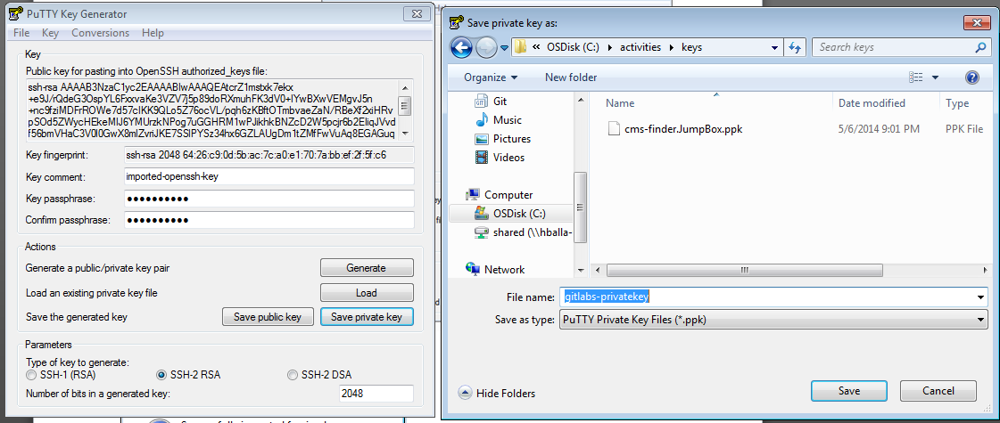 PuTTY Key Generator
File Key Conversions Help
Key
Public key for pasting into OpenSSH authorized_keys file:
ssh-rsa AAAAB3NzaC1yc2EAAAABIwAAAQEAtcrZ1mstxk7ekx
+e9J/rQdeG3OspYL6FxxvaKe3VZV7j5p89doRXmuhFK3dV0+IYwBXwVEMgvJ5n
+nc9fziMDFrROWe7d57clKK9QLo5Z76ocVL/pqh6zKBftOTmbvaeZaN/RBeXf2xiHRv
pSOd5ZWycHEkeMIJ6YMUrzkNPog7uGGHRM1wPJikhkBNZcD2W5pcjr6b2EIiqJVvd
f56bmVHaC3V0l0GwX8mlZvriJKE7SSlPYSz34hx6GZLAUgDm1tZMfFwVuAq8EGAGuq
Key fingerprint: ssh-rsa 2048 64:26:c9:0d:5b:ac:7c:a0:e1:70:7a:bb:ef:2f:5f:c6
Key comment: imported-openssh-key
Key passphrase: ●●●●●●●●●●
Confirm passphrase: ●●●●●●●●●●
Actions
Generate a public/private key pair Generate
Load an existing private key file Load
Save the generated key Save public key Save private key
Parameters
Type of key to generate:
SSH-1 (RSA) SSH-2 RSA SSH-2 DSA
Number of bits in a generated key: 2048
Save private key as:
« OSDisk (C:) activities keys Search keys
Organize New folder
Git
Music
Pictures
Videos
Computer
OSDisk (C:)
shared (\\hballa-
Network
Name Date modified Type
cms-finder.JumpBox.ppk 5/6/2014 9:01 PM PPK File
File name: gitlabs-privatekey
Save as type: PuTTY Private Key Files (*.ppk)
Hide Folders Save Cancel